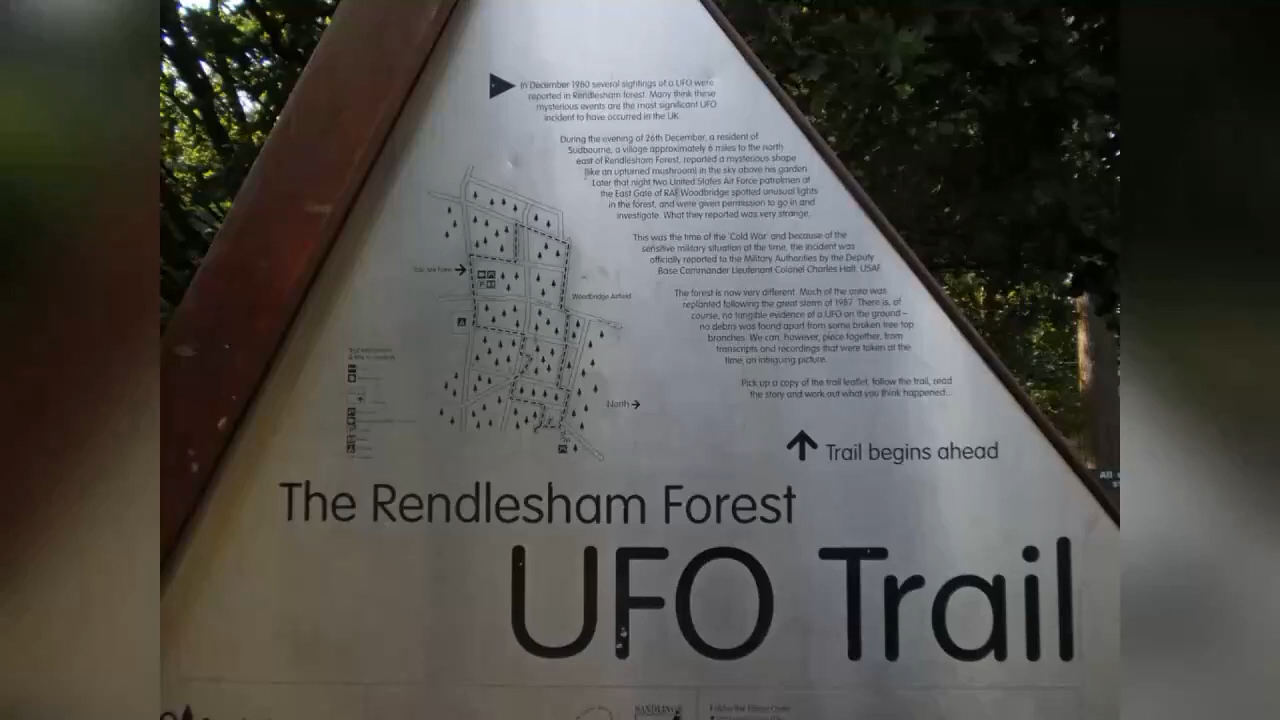 In December 1980 several sightings of a UFO were
reported in Rendlesham forest. Many think these
mysterious events are the most significant UFO
incident to have occurred in the UK.
During the evening of 26th December, a resident of
Sudbourne, a village approximately 6 miles to the north
east of Rendlesham Forest, reported a mysterious shape
(like an upturned mushroom) in the sky above his garden.
Later that night two United States Air Force patrolmen at
the East Gate of RAF Woodbridge spotted unusual lights
in the forest, and were given permission to go in and
investigate. What they reported was very strange.
This was the time of the 'Cold War' and because of the
sensitive military situation at the time, the incident was
officially reported to the Military Authorities by the Deputy
Base Commander Lieutenant Colonel Charles Halt, USAF.
The forest is now very different. Much of the area was
replanted following the great storm of 1987. There is, of
course, no tangible evidence of a UFO on the ground –
no debris was found apart from some broken tree top
branches. We can, however, piece together, from
transcripts and recordings that were taken at the
time, an intriguing picture.
Pick up a copy of the trail leaflet, follow the trail, read
the story and work out what you think happened...
You are here
Woodbridge Airfield
North
Trail begins ahead
The Rendlesham Forest
UFO Trail
SANDLINGS